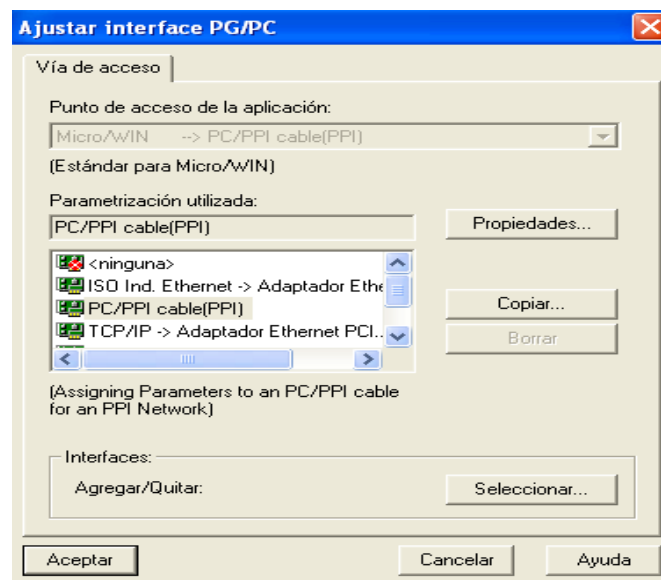 Ajustar interface PG/PC
Vía de acceso
Punto de acceso de la aplicación:
Micro/WIN --> PC/PPI cable(PPI)
(Estándar para Micro/WIN)
Parametrización utilizada:
PC/PPI cable(PPI)
Propiedades...
<ninguna>
ISO Ind. Ethernet -> Adaptador Ethe
PC/PPI cable(PPI)
Copiar...
TCP/IP -> Adaptador Ethernet PCI...
Borrar
(Assigning Parameters to an PC/PPI cable
for an PPI Network)
Interfaces:
Agregar/Quitar:
Seleccionar...
Aceptar
Cancelar
Ayuda